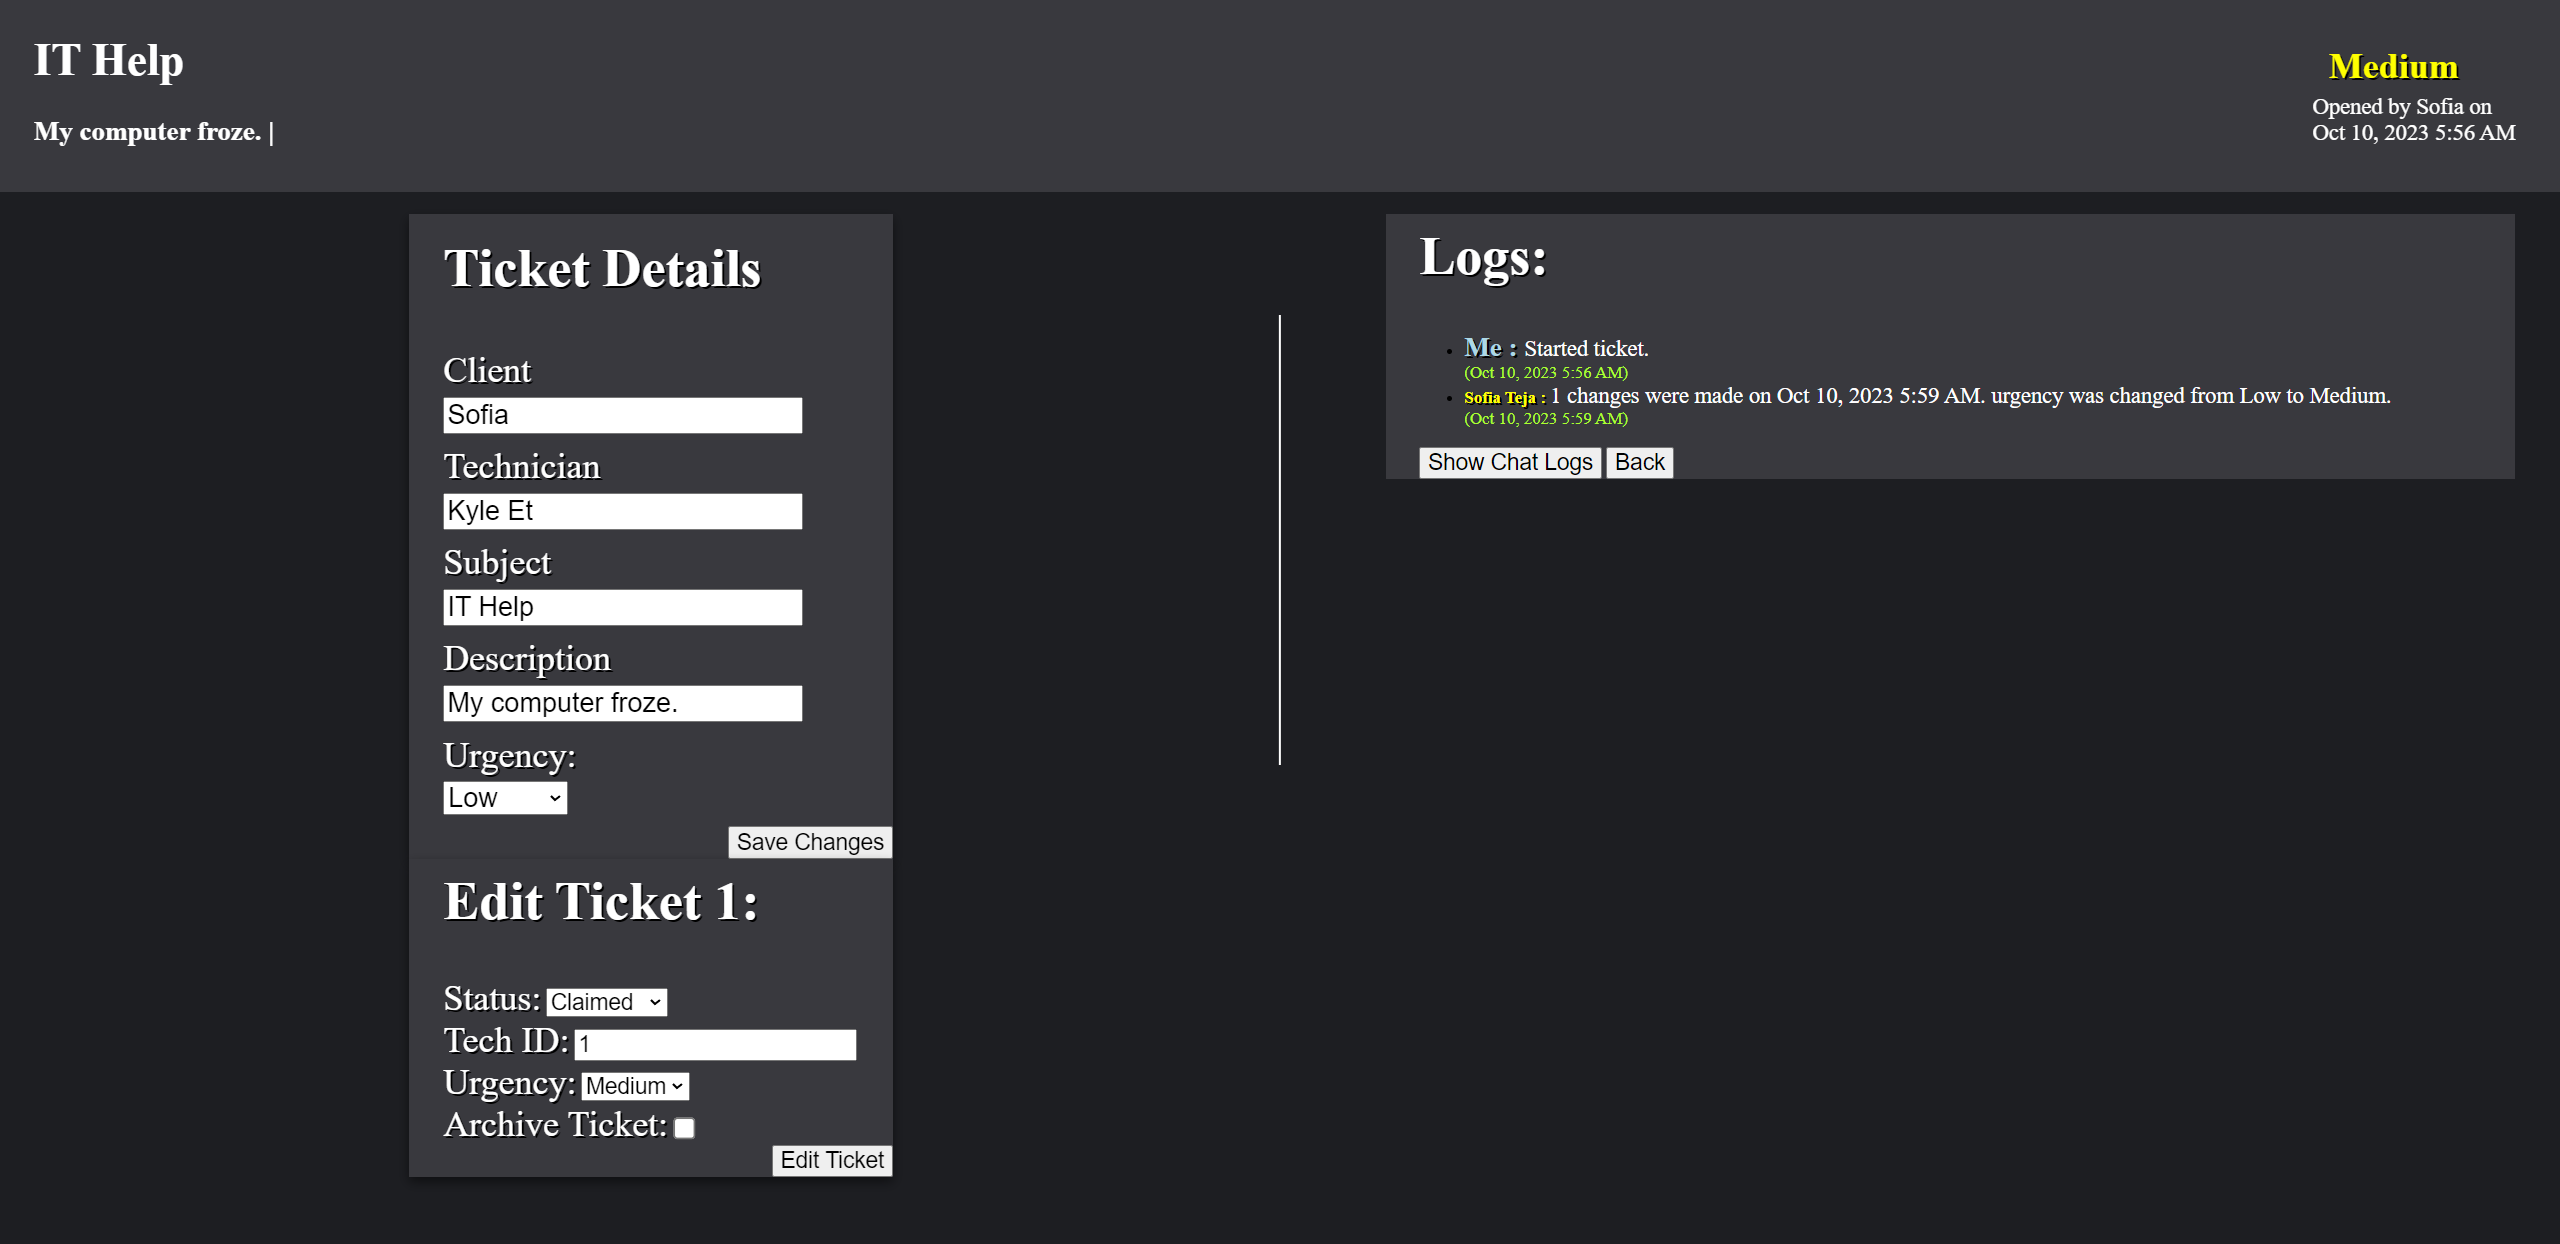 IT Help
My computer froze. |
Medium
Opened by Sofia on
Oct 10, 2023 5:56 AM
Ticket Details
Client
Sofia
Technician
Kyle Et
Subject
IT Help
Description
My computer froze.
Urgency:
Low
Save Changes
Edit Ticket 1:
Status: Claimed
Tech ID: 1
Urgency: Medium
Archive Ticket:
Edit Ticket
Logs:
Me : Started ticket.
(Oct 10, 2023 5:56 AM)
Sofia Teja : 1 changes were made on Oct 10, 2023 5:59 AM. urgency was changed from Low to Medium.
(Oct 10, 2023 5:59 AM)
Show Chat Logs Back